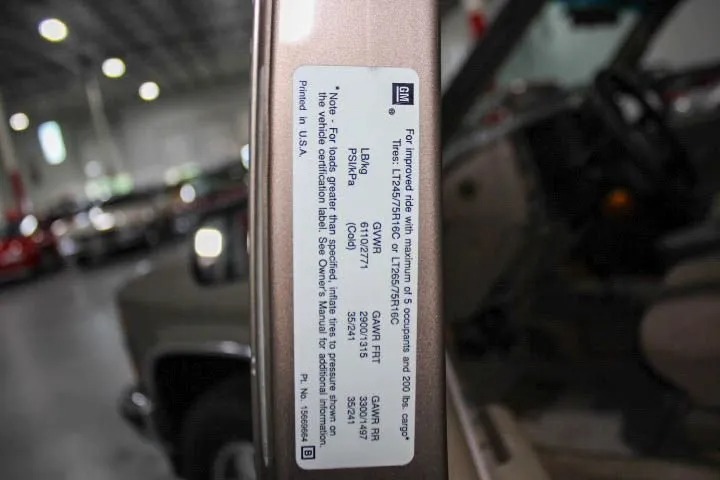 GM
®
For improved ride with maximum of 5 occupants and 200 lbs. cargo*
Tires: LT245/75R16C or LT265/75R16C
GVWR GAWR FRT GAWR RR
LB/kg 6110/2771 2900/1315 3300/1497
PSI/kPa (Cold) 35/241 35/241
* Note - For loads greater than specified, inflate tires to pressure shown on
the vehicle certification label. See Owner's Manual for additional information.
Printed in U.S.A. Pt. No. 15669664 B